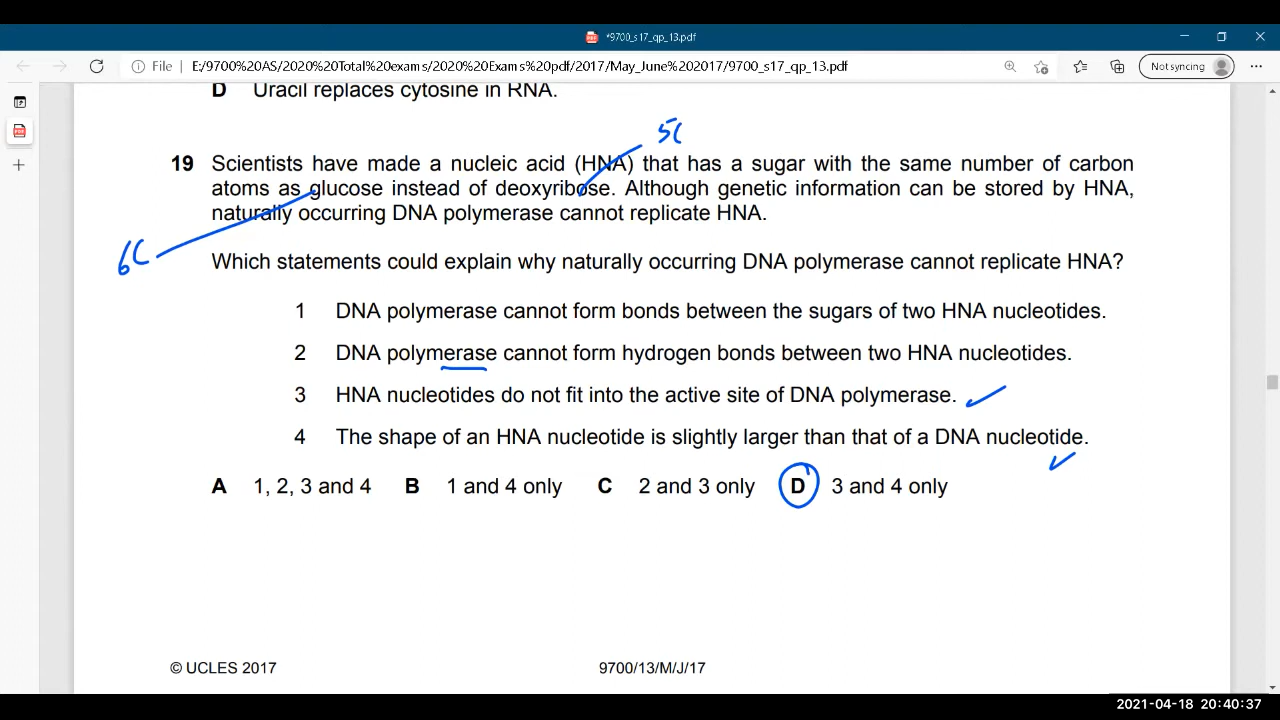 *9700_s17_qp_13.pdf
File | E:/9700%20AS/2020%20Total%20exams/2020%20Exams%20pdf/2017/May_June%202017/9700_s17_qp_13.pdf
Not syncing
D Uracil replaces cytosine in RNA.
5C
19 Scientists have made a nucleic acid (HNA) that has a sugar with the same number of carbon
atoms as glucose instead of deoxyribose. Although genetic information can be stored by HNA,
naturally occurring DNA polymerase cannot replicate HNA.
6C
Which statements could explain why naturally occurring DNA polymerase cannot replicate HNA?
1 DNA polymerase cannot form bonds between the sugars of two HNA nucleotides.
2 DNA polymerase cannot form hydrogen bonds between two HNA nucleotides.
3 HNA nucleotides do not fit into the active site of DNA polymerase.
4 The shape of an HNA nucleotide is slightly larger than that of a DNA nucleotide.
A 1, 2, 3 and 4 B 1 and 4 only C 2 and 3 only D 3 and 4 only
© UCLES 2017 9700/13/M/J/17
2021-04-18 20:40:37